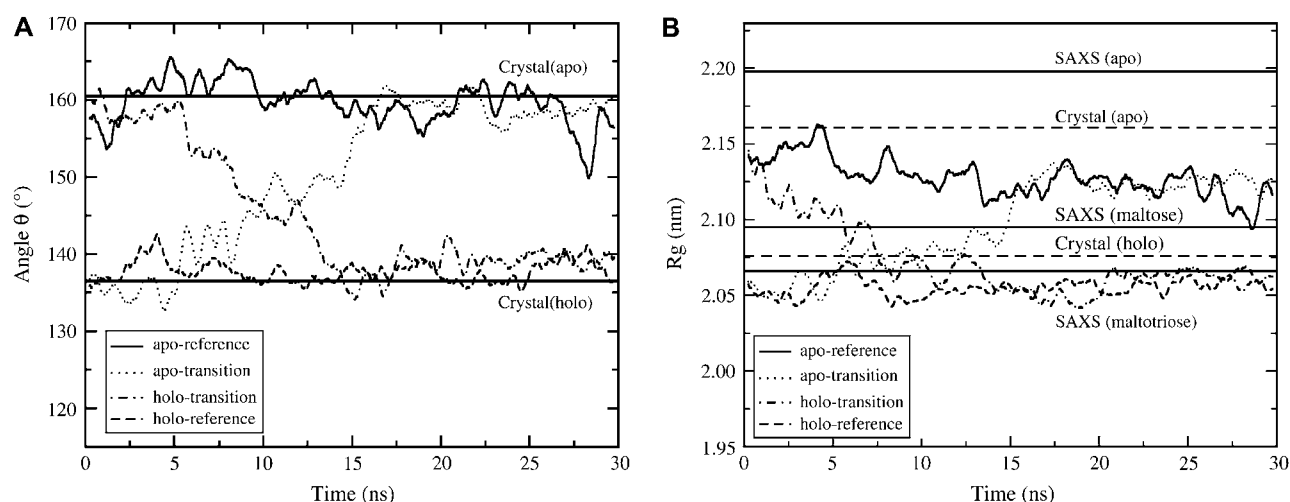 A
170
160
150
140
130
120
Angle θ (°)
Crystal(apo)
Crystal(holo)
apo-reference
apo-transition
holo-transition
holo-reference
0 5 10 15 20 25 30
Time (ns)
B
2.20
2.15
2.10
2.05
2.00
1.95
Rg (nm)
SAXS (apo)
Crystal (apo)
SAXS (maltose)
Crystal (holo)
SAXS (maltotriose)
apo-reference
apo-transition
holo-transition
holo-reference
0 5 10 15 20 25 30
Time (ns)